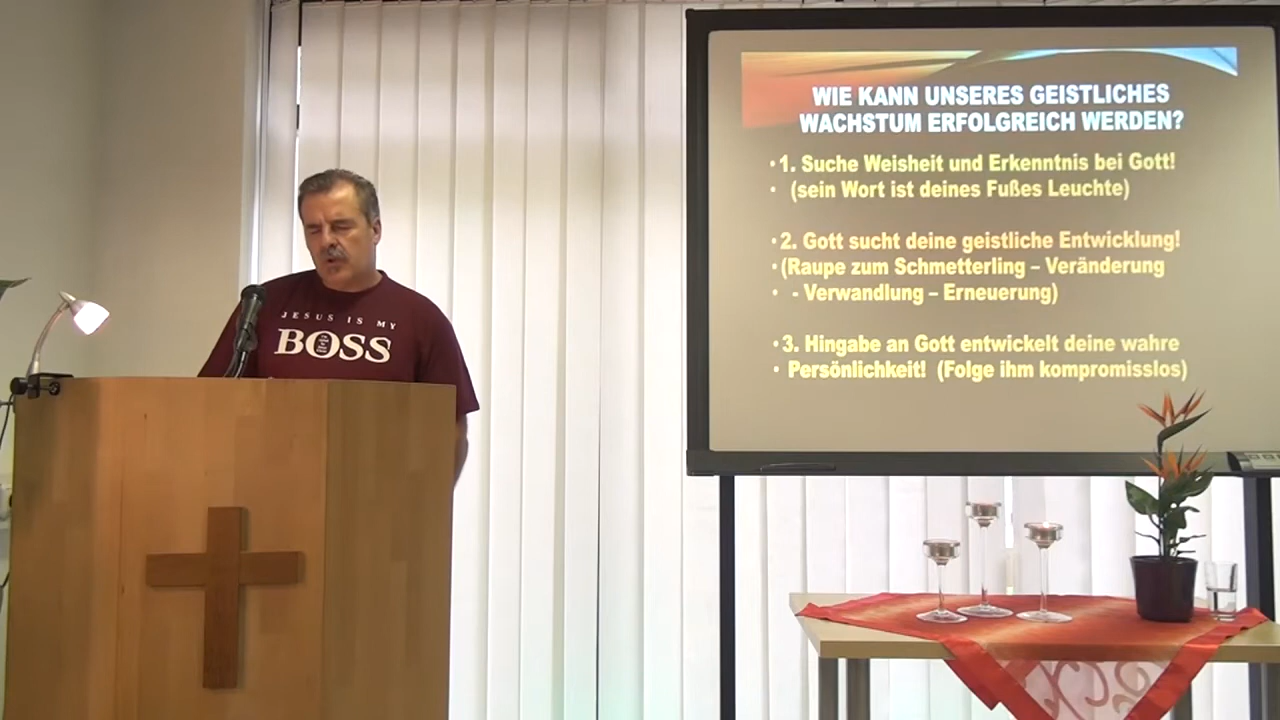 JESUS IS MY
BOSS
WIE KANN UNSERES GEISTLICHES
WACHSTUM ERFOLGREICH WERDEN?
• 1. Suche Weisheit und Erkenntnis bei Gott!
• (sein Wort ist deines Fußes Leuchte)
• 2. Gott sucht deine geistliche Entwicklung!
• (Raupe zum Schmetterling – Veränderung
• - Verwandlung – Erneuerung)
• 3. Hingabe an Gott entwickelt deine wahre
• Persönlichkeit! (Folge ihm kompromisslos)